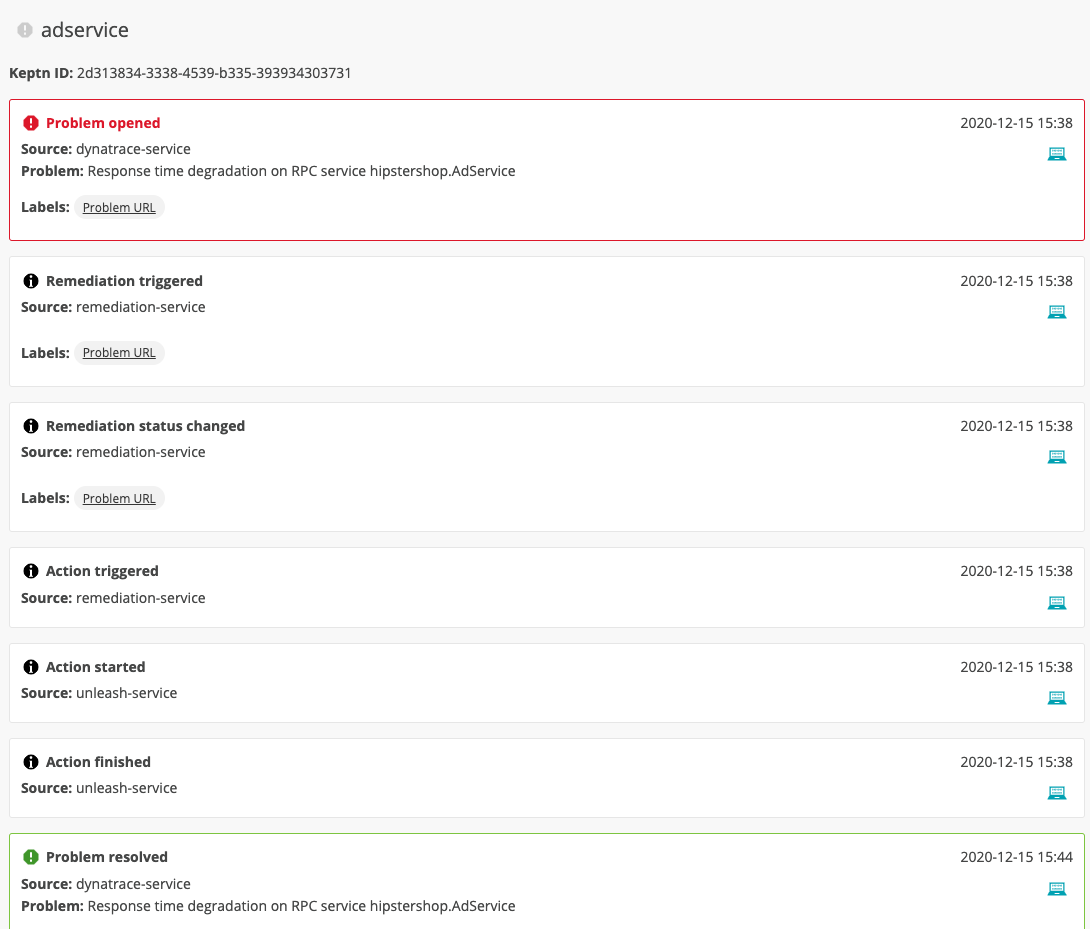 adservice
Keptn ID: 2d313834-3338-4539-b335-393934303731
Problem opened 2020-12-15 15:38
Source: dynatrace-service
Problem: Response time degradation on RPC service hipstershop.AdService
Labels: Problem URL
Remediation triggered 2020-12-15 15:38
Source: remediation-service
Labels: Problem URL
Remediation status changed 2020-12-15 15:38
Source: remediation-service
Labels: Problem URL
Action triggered 2020-12-15 15:38
Source: remediation-service
Action started 2020-12-15 15:38
Source: unleash-service
Action finished 2020-12-15 15:38
Source: unleash-service
Problem resolved 2020-12-15 15:44
Source: dynatrace-service
Problem: Response time degradation on RPC service hipstershop.AdService